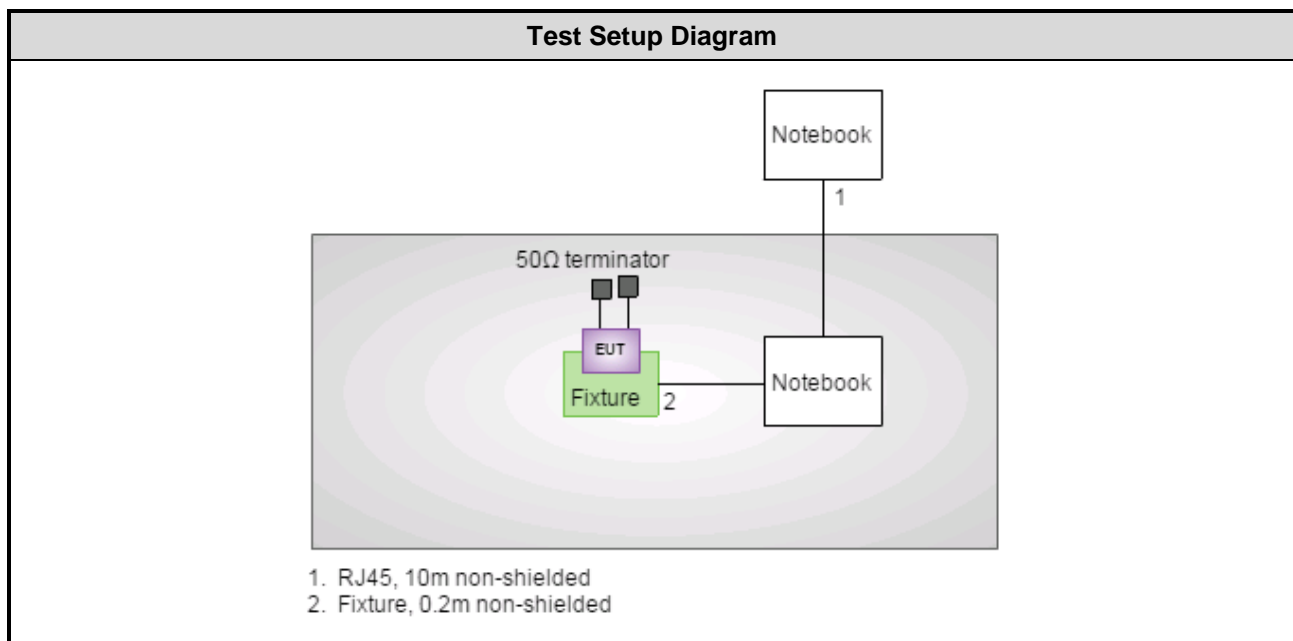 Test Setup Diagram
Notebook
1
50Ω terminator
EUT
Fixture
2
Notebook
1. RJ45, 10m non-shielded
2. Fixture, 0.2m non-shielded